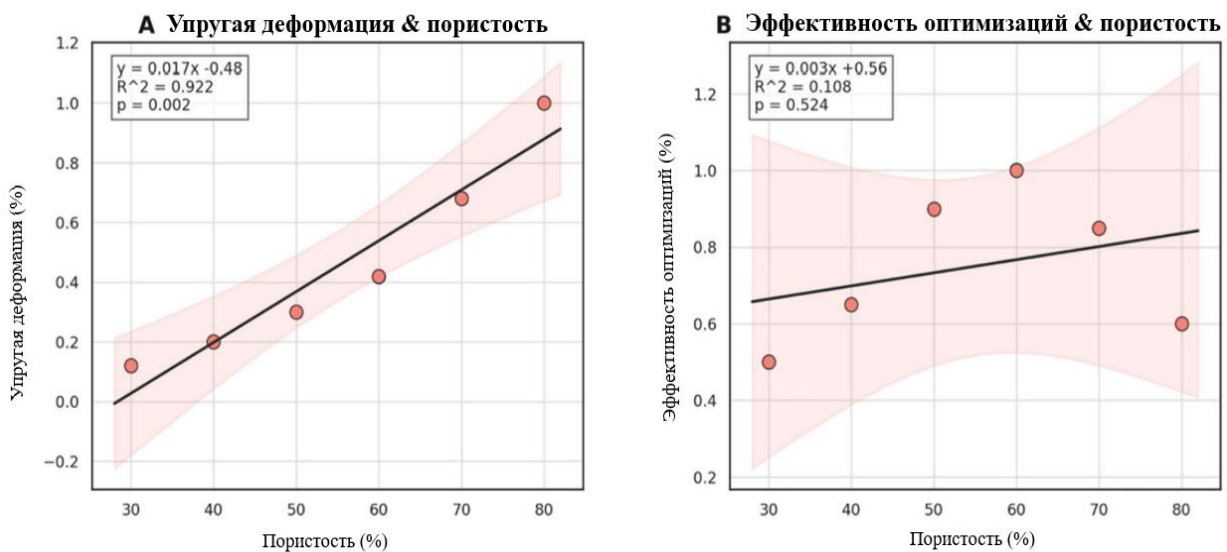 A Упругая деформация & пористость
y = 0.017x -0.48
R^2 = 0.922
p = 0.002
1.2
1.0
0.8
0.6
0.4
0.2
0.0
−0.2
Упругая деформация (%)
30 40 50 60 70 80
Пористость (%)
B Эффективность оптимизаций & пористость
y = 0.003x +0.56
R^2 = 0.108
p = 0.524
1.2
1.0
0.8
0.6
0.4
0.2
Эффективность оптимизаций (%)
30 40 50 60 70 80
Пористость (%)